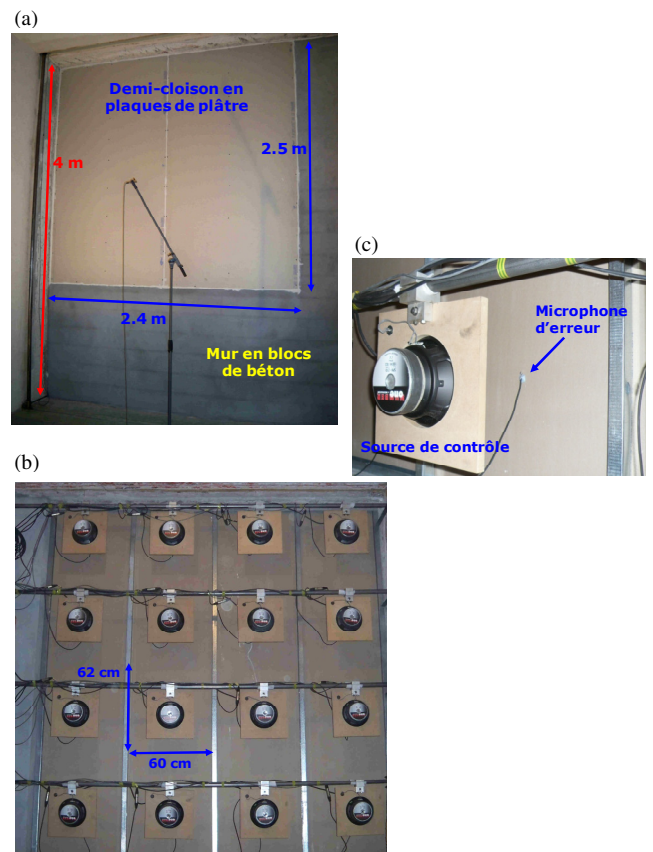 (a)
Demi-cloison en
plaques de plâtre
4 m
2.5 m
2.4 m
Mur en blocs
de béton
(c)
Microphone
d'erreur
Source de contrôle
(b)
62 cm
60 cm